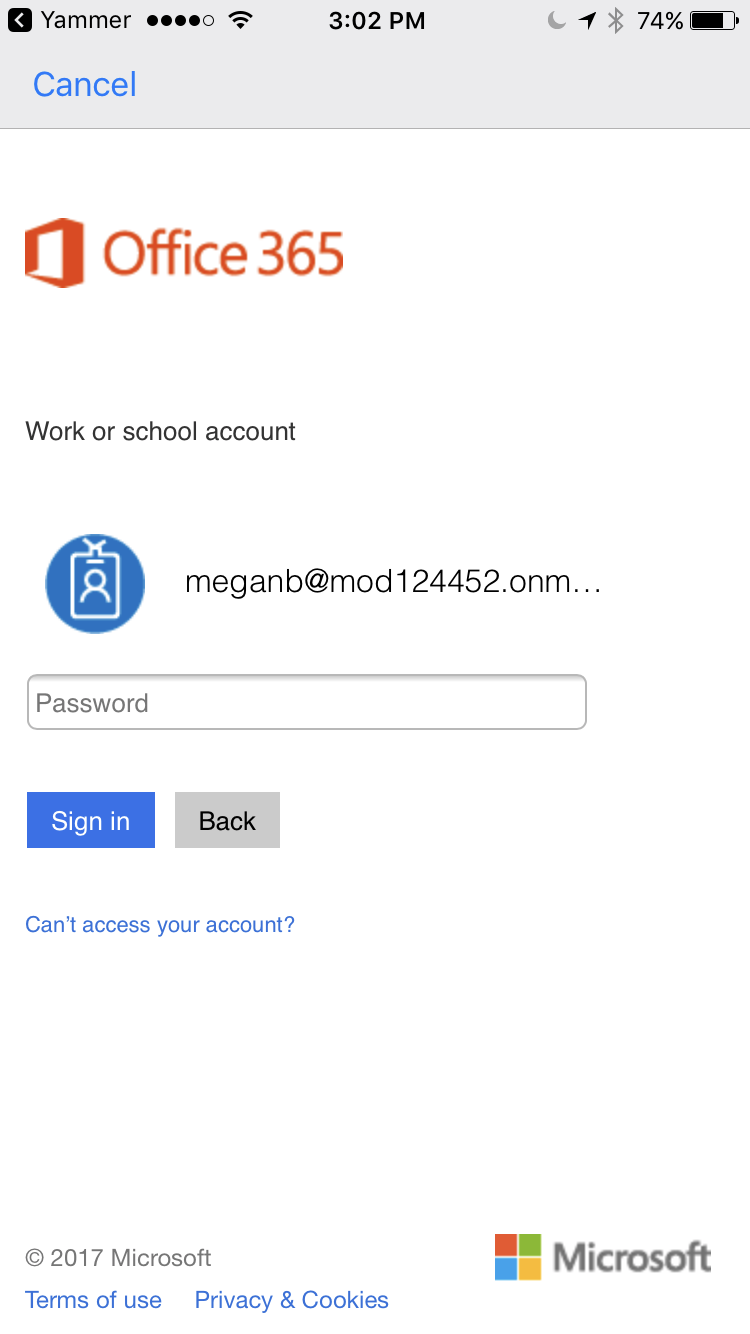 Yammer 3:02 PM 74%
Cancel
Office 365
Work or school account
meganb@mod124452.onm...
Password
Sign in Back
Can't access your account?
© 2017 Microsoft Microsoft
Terms of use Privacy & Cookies